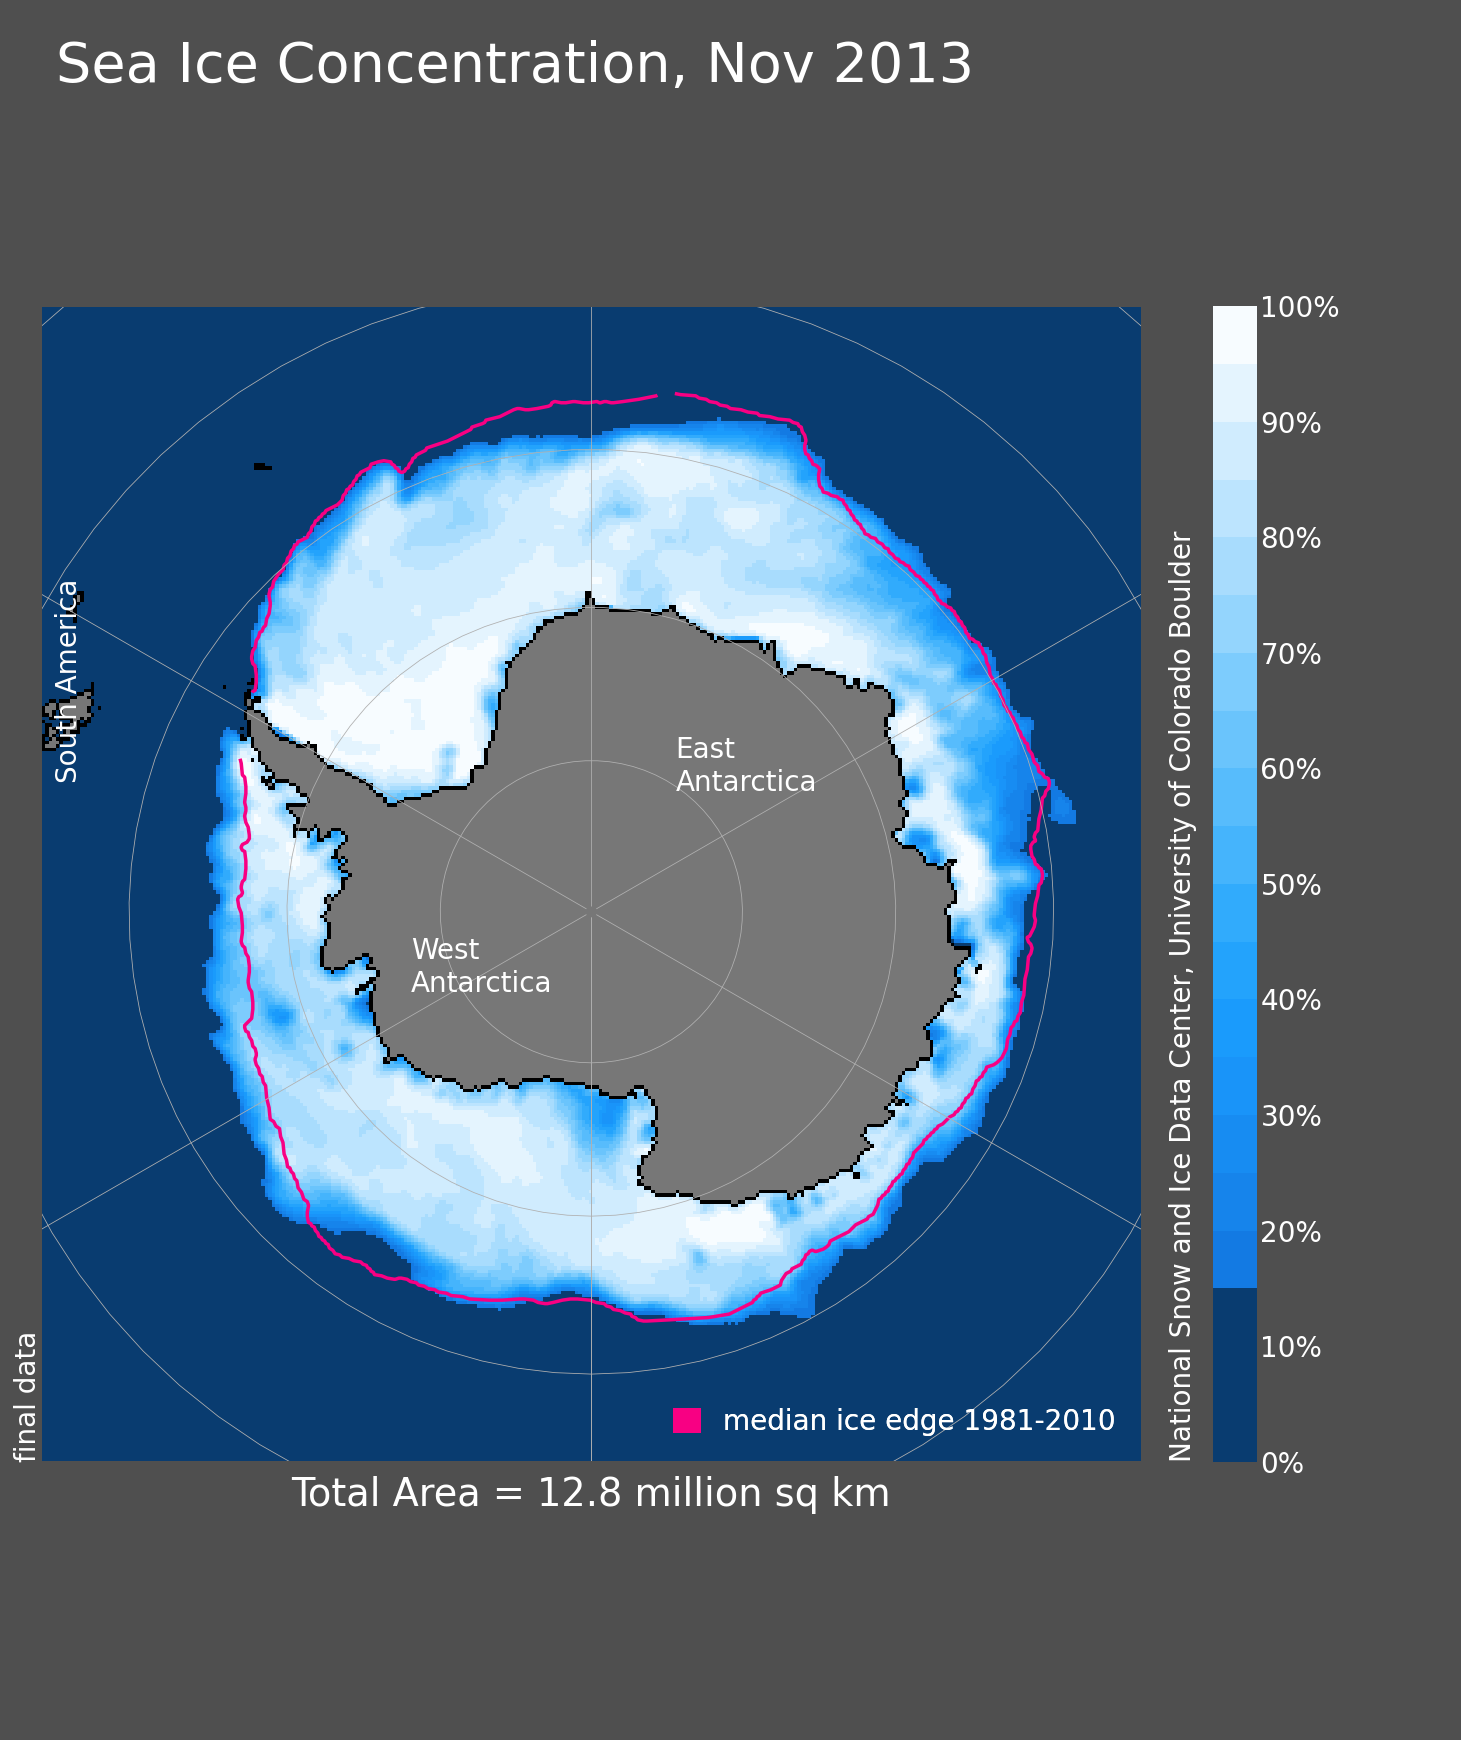 Sea Ice Concentration, Nov 2013
South America
East
Antarctica
West
Antarctica
median ice edge 1981-2010
final data
Total Area = 12.8 million sq km
National Snow and Ice Data Center, University of Colorado Boulder
100%
90%
80%
70%
60%
50%
40%
30%
20%
10%
0%